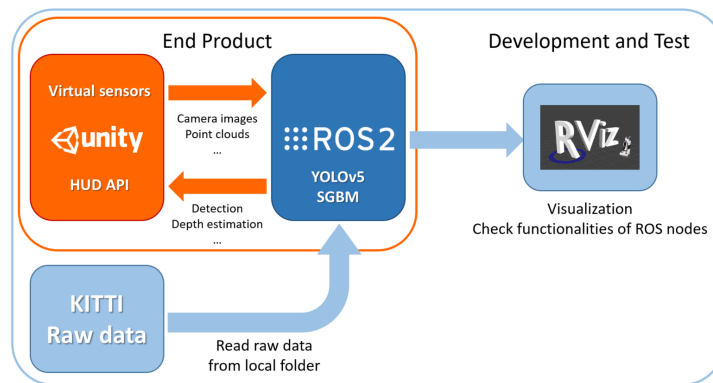 End Product
Development and Test
Virtual sensors
unity
HUD API
Camera images
Point clouds
...
Detection
Depth estimation
...
ROS2
YOLOv5
SGBM
RViz
Visualization
Check functionalities of ROS nodes
KITTI
Raw data
Read raw data
from local folder